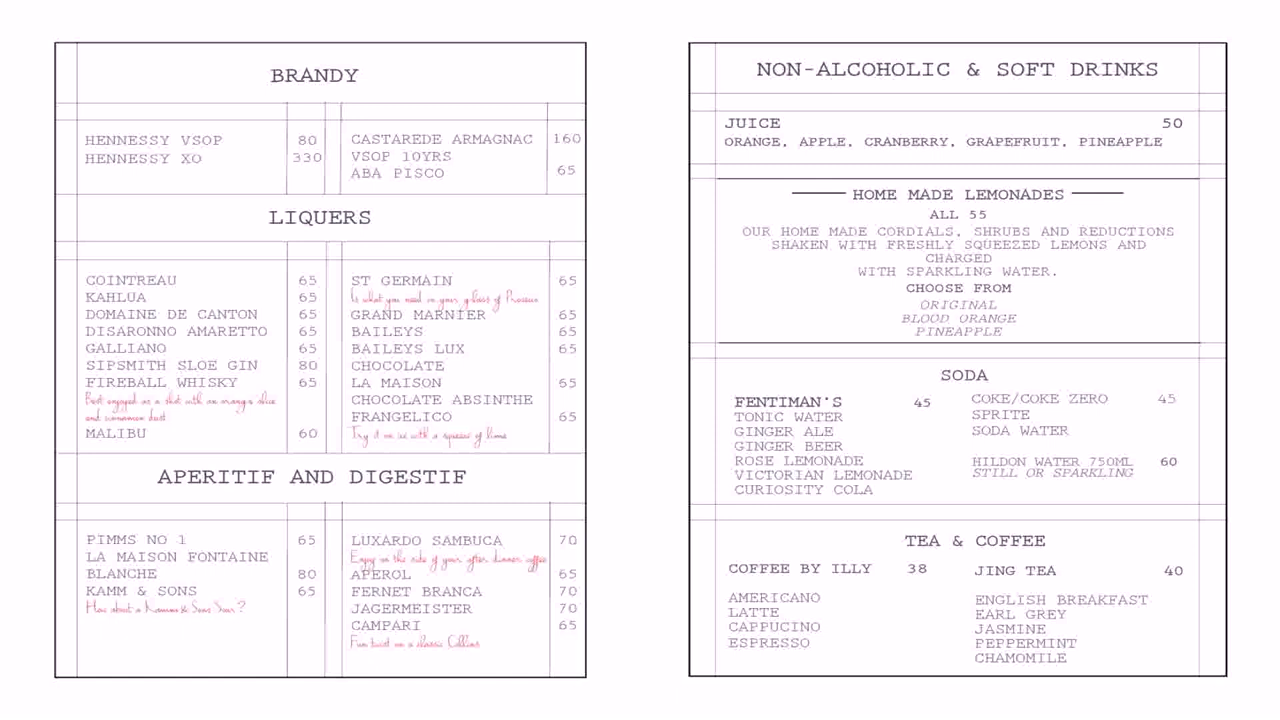 BRANDY
HENNESSY VSOP 80
HENNESSY XO 330
CASTAREDE ARMAGNAC 160
VSOP 10YRS
ABA PISCO 65
LIQUERS
COINTREAU 65
KAHLUA 65
DOMAINE DE CANTON 65
DISARONNO AMARETTO 65
GALLIANO 65
SIPSMITH SLOE GIN 80
FIREBALL WHISKY 65
Best enjoyed as a shot with an orange slice
and cinnamon dust
MALIBU 60
ST GERMAIN 65
Is what you need in your glass of Prosecco
GRAND MARNIER 65
BAILEYS 65
BAILEYS LUX 65
CHOCOLATE
LA MAISON 65
CHOCOLATE ABSINTHE
FRANGELICO 65
Try it on ice with a squeeze of lime
APERITIF AND DIGESTIF
PIMMS NO 1 65
LA MAISON FONTAINE
BLANCHE 80
KAMM & SONS 65
How about a Kamm & Sons Sour?
LUXARDO SAMBUCA 70
Enjoy on the side of your after dinner coffee
APEROL 65
FERNET BRANCA 70
JAGERMEISTER 70
CAMPARI 65
Fun twist on a classic Collins
NON-ALCOHOLIC & SOFT DRINKS
JUICE 50
ORANGE, APPLE, CRANBERRY, GRAPEFRUIT, PINEAPPLE
HOME MADE LEMONADES
ALL 55
OUR HOME MADE CORDIALS, SHRUBS AND REDUCTIONS
SHAKEN WITH FRESHLY SQUEEZED LEMONS AND
CHARGED
WITH SPARKLING WATER.
CHOOSE FROM
ORIGINAL
BLOOD ORANGE
PINEAPPLE
SODA
FENTIMAN'S 45
TONIC WATER
GINGER ALE
GINGER BEER
ROSE LEMONADE
VICTORIAN LEMONADE
CURIOSITY COLA
COKE/COKE ZERO 45
SPRITE
SODA WATER
HILDON WATER 750ML 60
STILL OR SPARKLING
TEA & COFFEE
COFFEE BY ILLY 38
AMERICANO
LATTE
CAPPUCINO
ESPRESSO
JING TEA 40
ENGLISH BREAKFAST
EARL GREY
JASMINE
PEPPERMINT
CHAMOMILE